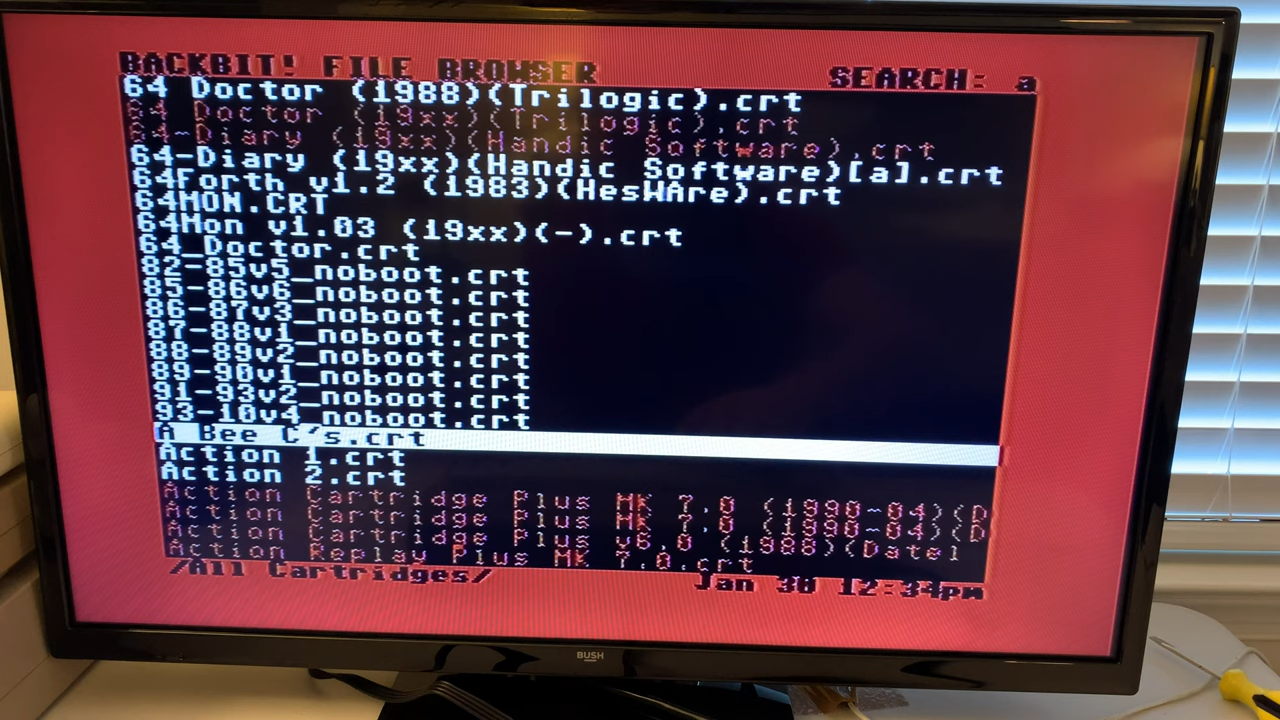 BACKBIT! FILE BROWSER SEARCH: a
64 Doctor (1988)(Trilogic).crt
64 Doctor (19xx)(Trilogic).crt
64-Diary (19xx)(Handic Software).crt
64-Diary (19xx)(Handic Software)[a].crt
64Forth v1.2 (1983)(HesWAre).crt
64MON.CRT
64Mon v1.03 (19xx)(-).crt
64_Doctor.crt
82-85v5_noboot.crt
85-86v6_noboot.crt
86-87v3_noboot.crt
87-88v1_noboot.crt
88-89v2_noboot.crt
89-90v1_noboot.crt
91-93v2_noboot.crt
93-10v4_noboot.crt
A Bee C's.crt
Action 1.crt
Action 2.crt
Action Cartridge Plus MK 7.0 (1990-04)(D
Action Cartridge Plus MK 7.0 (1990-04)(D
Action Cartridge Plus v6.0 (1988)(Datel
Action Replay Plus MK 7.0.crt
/All Cartridges/ Jan 30 12:34pm
BUSH